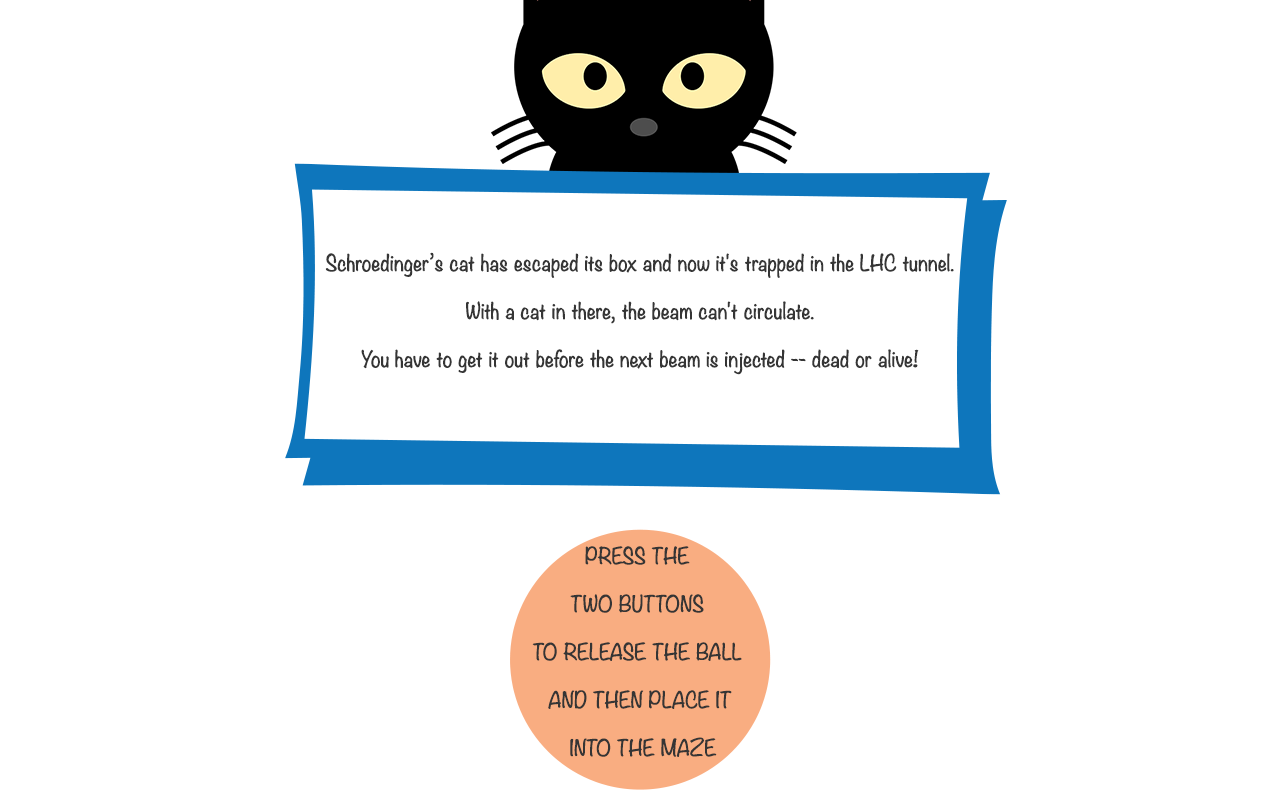 Schroedinger’s cat has escaped its box and now it's trapped in the LHC tunnel.
With a cat in there, the beam can't circulate.
You have to get it out before the next beam is injected -- dead or alive!
PRESS THE
TWO BUTTONS
TO RELEASE THE BALL
AND THEN PLACE IT
INTO THE MAZE